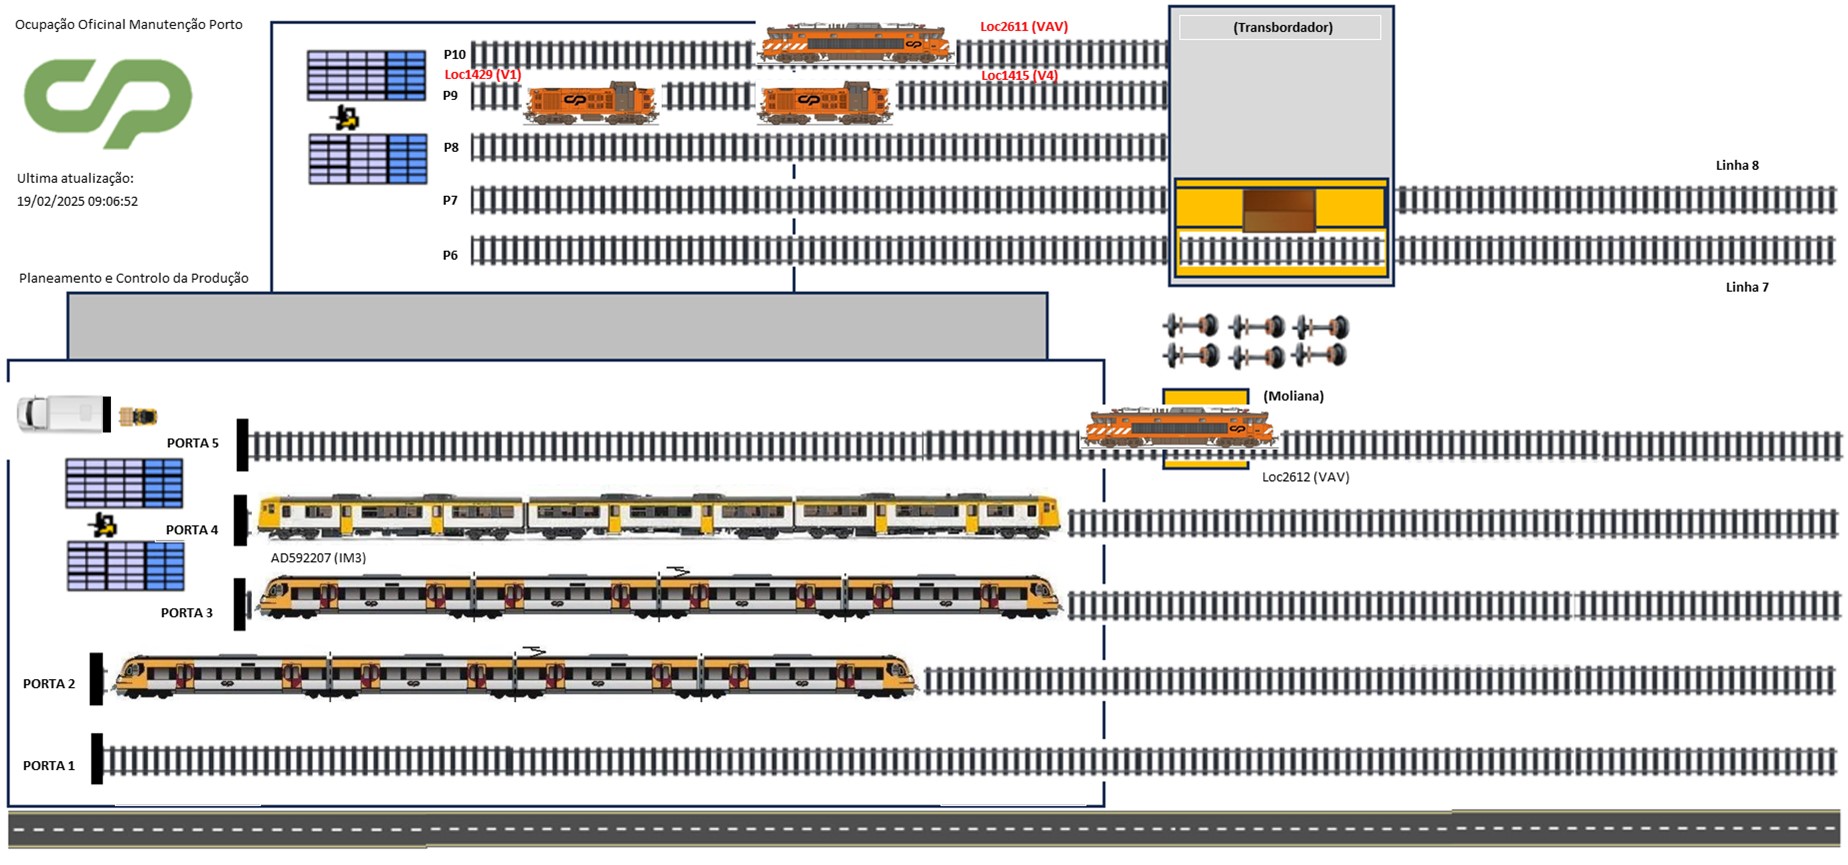 Ocupação Oficinal Manutenção Porto
CP
Ultima atualização:
19/02/2025 09:06:52
Planeamento e Controlo da Produção
P10
Loc2611 (VAV)
(Transbordador)
Loc1429 (V1)
Loc1415 (V4)
P9
P8
P7
P6
Linha 8
Linha 7
(Moliana)
PORTA 5
Loc2612 (VAV)
PORTA 4
AD592207 (IM3)
PORTA 3
PORTA 2
PORTA 1